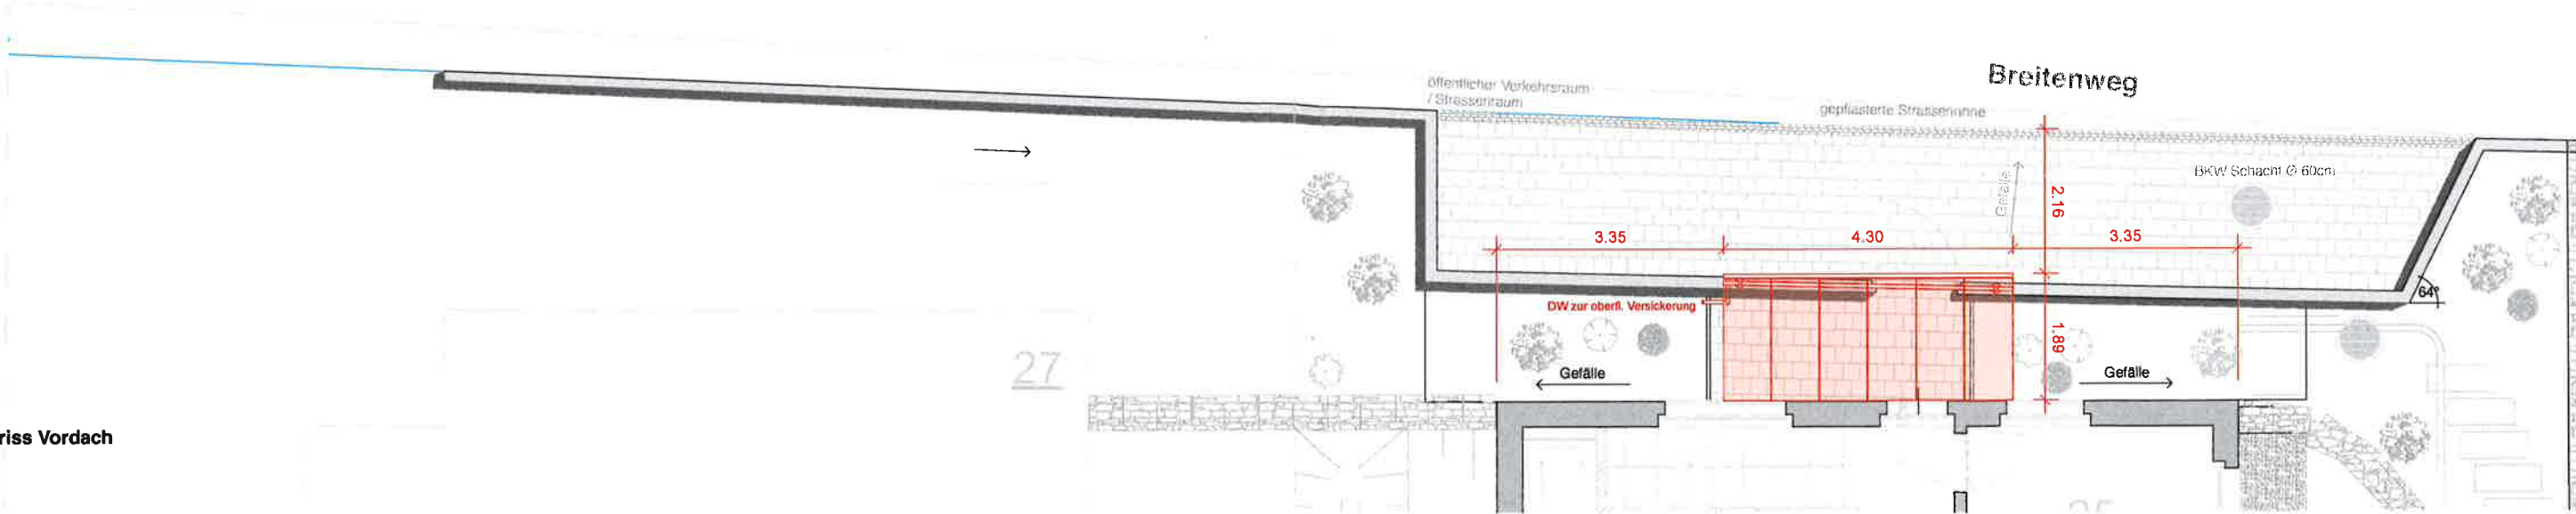 Breitenweg
öffentlicher Verkehrsraum
/ Strassenraum
gepflästerte Strassenrinne
BKW Schacht Ø 60cm
Gefälle
2.16
3.35
4.30
3.35
64°
DW zur oberfl. Versickerung
1.89
27
Gefälle
Gefälle
riss Vordach